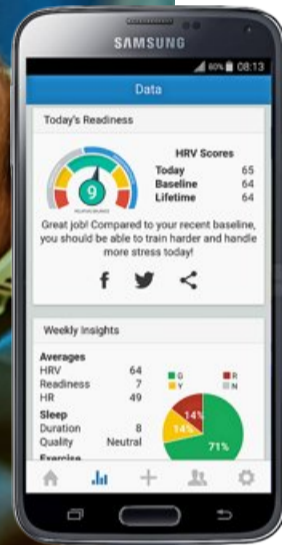 SAMSUNG
80% 08:13
Data
Today's Readiness
9
HRV Scores
Today 65
Baseline 64
Lifetime 64
Great job! Compared to your recent baseline,
you should be able to train harder and handle
more stress today!
f
Weekly Insights
Averages
HRV 64
Readiness 7
HR 49
Sleep
Duration 8
Quality Neutral
Exercise
G R
Y N
14%
14%
71%